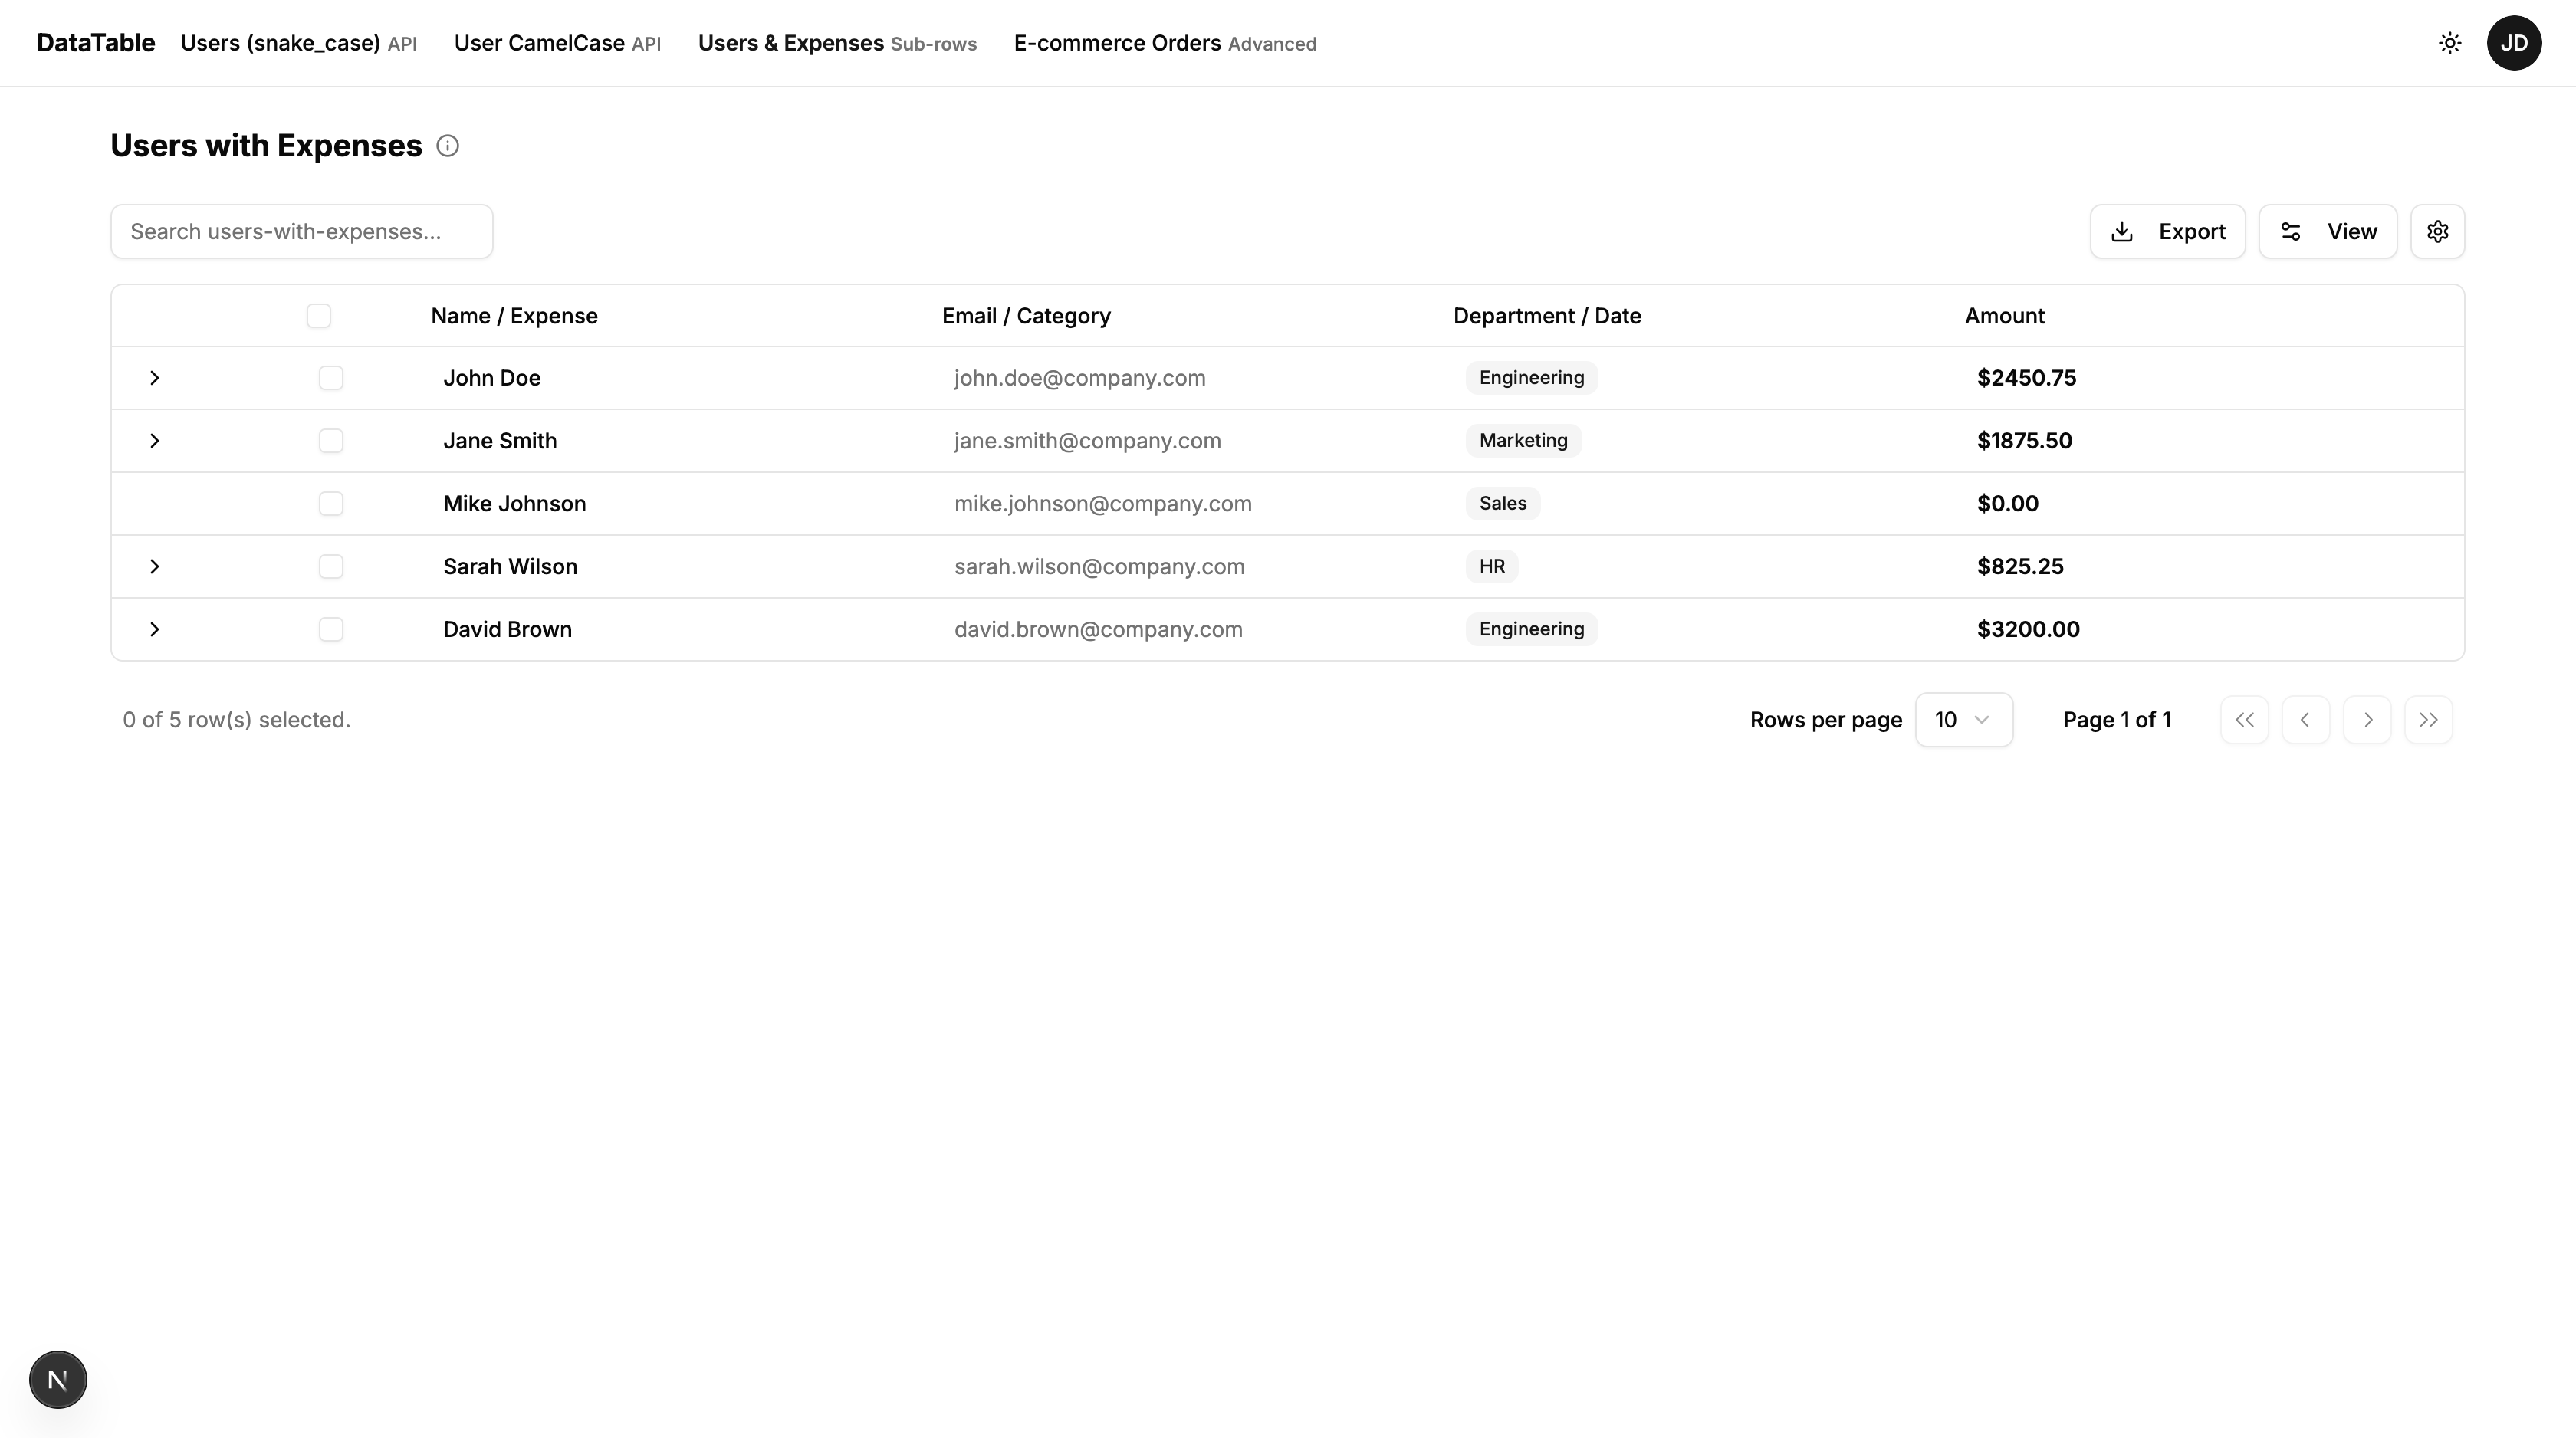 DataTable Users (snake_case) API User CamelCase API Users & Expenses Sub-rows E-commerce Orders Advanced JD
Users with Expenses
Search users-with-expenses... Export View
Name / Expense Email / Category Department / Date Amount
John Doe john.doe@company.com Engineering $2450.75
Jane Smith jane.smith@company.com Marketing $1875.50
Mike Johnson mike.johnson@company.com Sales $0.00
Sarah Wilson sarah.wilson@company.com HR $825.25
David Brown david.brown@company.com Engineering $3200.00
0 of 5 row(s) selected. Rows per page 10 Page 1 of 1
N